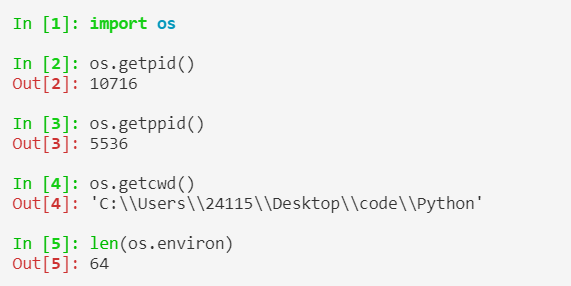 In [1]: import os
In [2]: os.getpid()
Out[2]: 10716
In [3]: os.getppid()
Out[3]: 5536
In [4]: os.getcwd()
Out[4]: 'C:\\Users\\24115\\Desktop\\code\\Python'
In [5]: len(os.environ)
Out[5]: 64